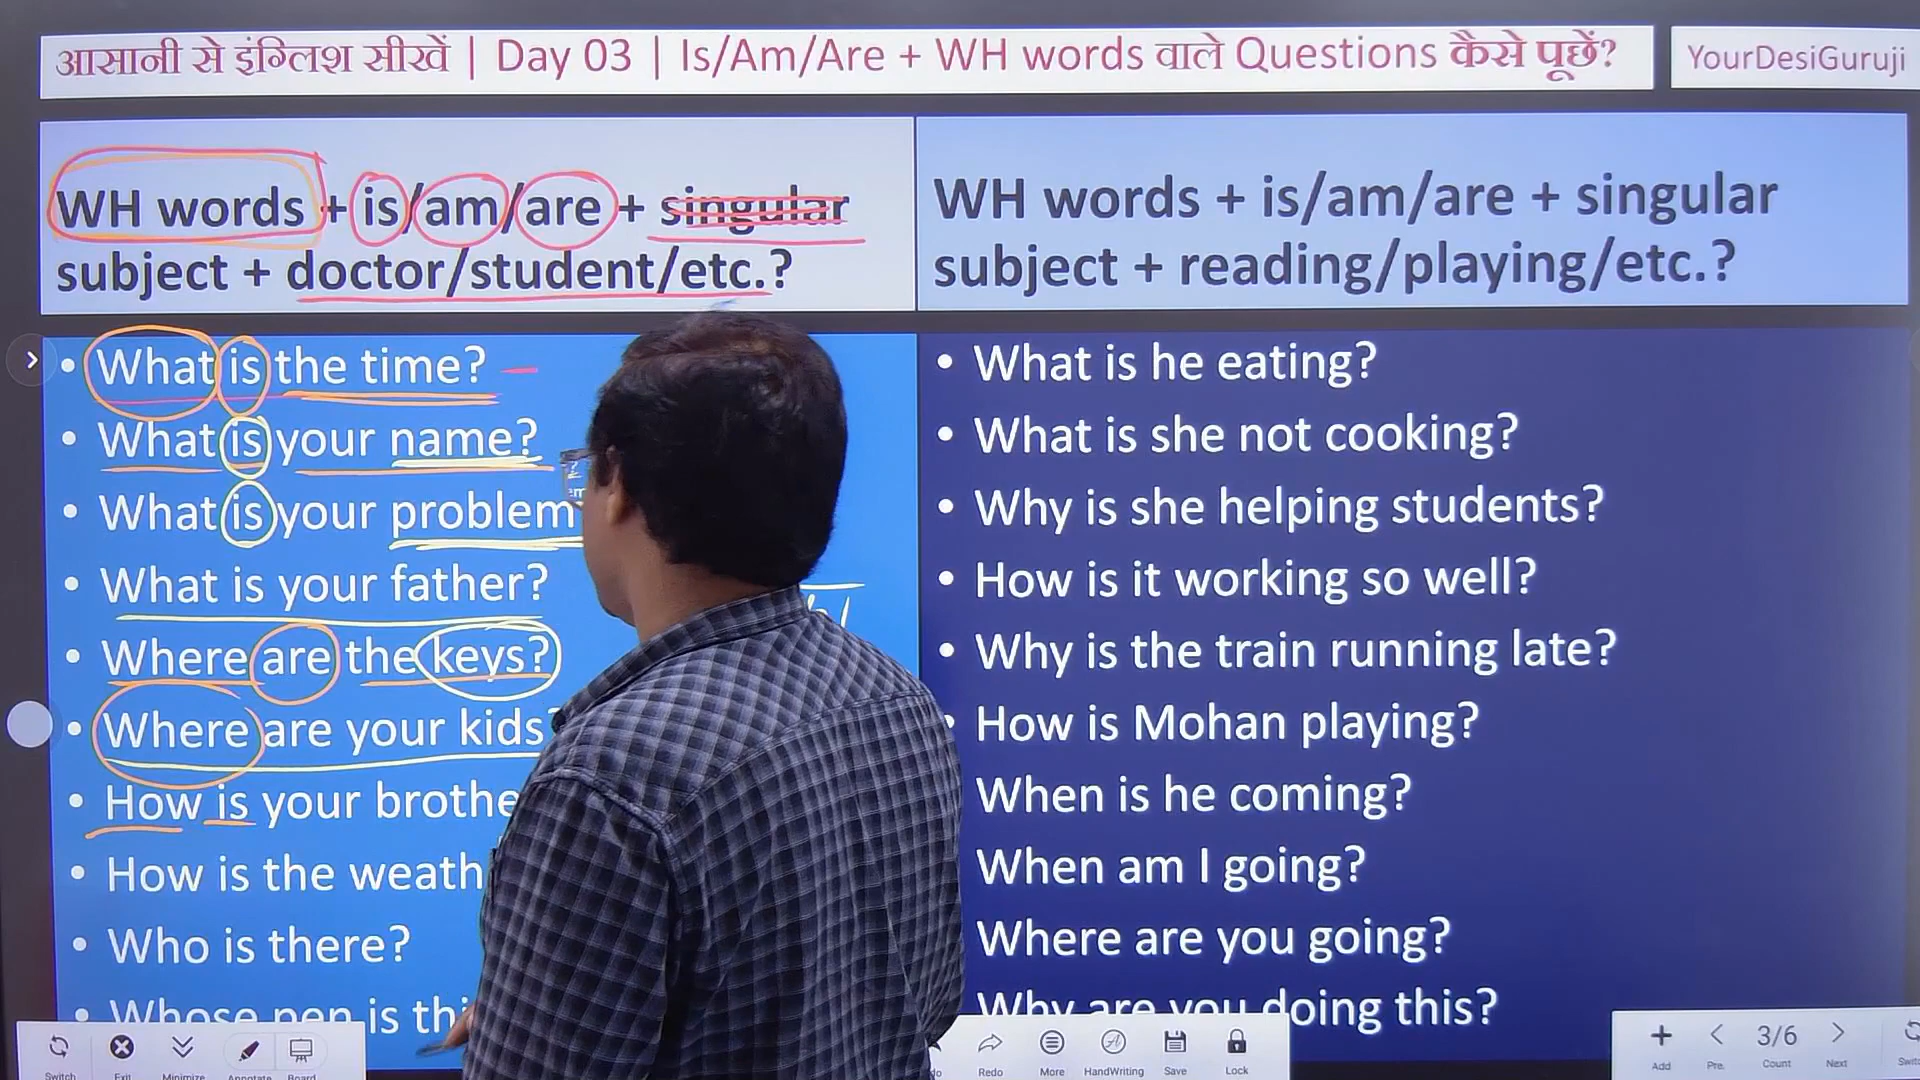 आसानी से इंग्लिश सीखें | Day 03 | Is/Am/Are + WH words वाले Questions कैसे पूछें?
YourDesiGuruji
WH words + is/am/are + singular
subject + doctor/student/etc.?
WH words + is/am/are + singular
subject + reading/playing/etc.?
• What is the time?
• What is your name?
• What is your problem
• What is your father?
• Where are the keys?
• Where are your kids?
• How is your brothe
• How is the weath
• Who is there?
• Whose pen is thi
• What is he eating?
• What is she not cooking?
• Why is she helping students?
• How is it working so well?
• Why is the train running late?
• How is Mohan playing?
When is he coming?
When am I going?
Where are you going?
Why are you doing this?
Switch Exit Minimize Annotate Board
do Redo More HandWriting Save Lock
3/6
Add Pre. Count Next Switc